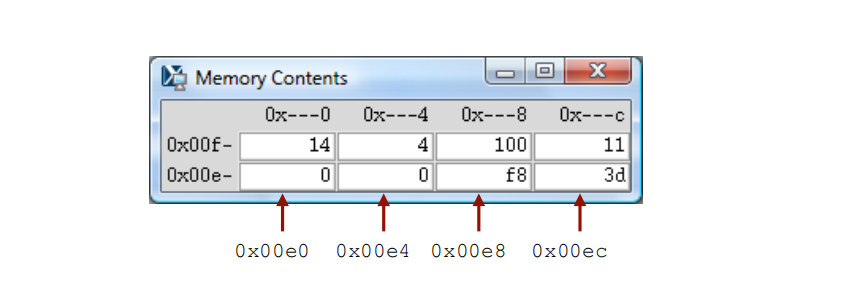 Memory Contents
0x---0 0x---4 0x---8 0x---c
0x00f- 14 4 100 11
0x00e- 0 0 f8 3d
0x00e0 0x00e4 0x00e8 0x00ec